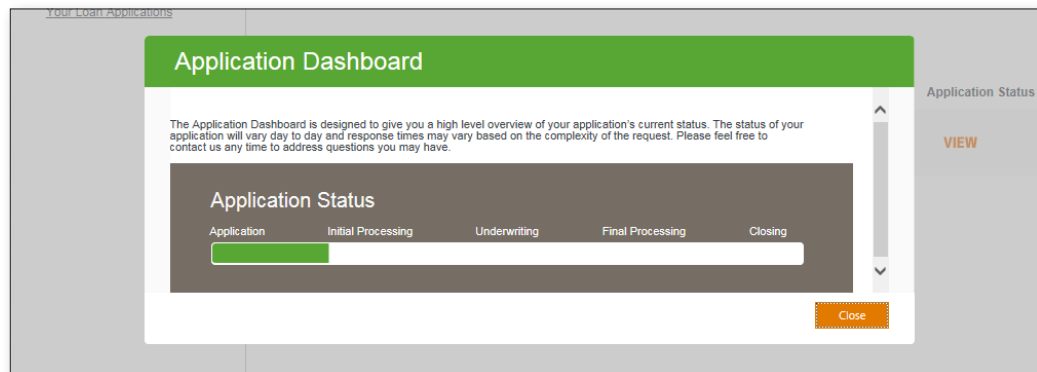 Your Loan Applications
Application Dashboard
Application Status
The Application Dashboard is designed to give you a high level overview of your application's current status. The status of your
application will vary day to day and response times may vary based on the complexity of the request. Please feel free to
contact us any time to address questions you may have.
VIEW
Application Status
Application Initial Processing Underwriting Final Processing Closing
Close